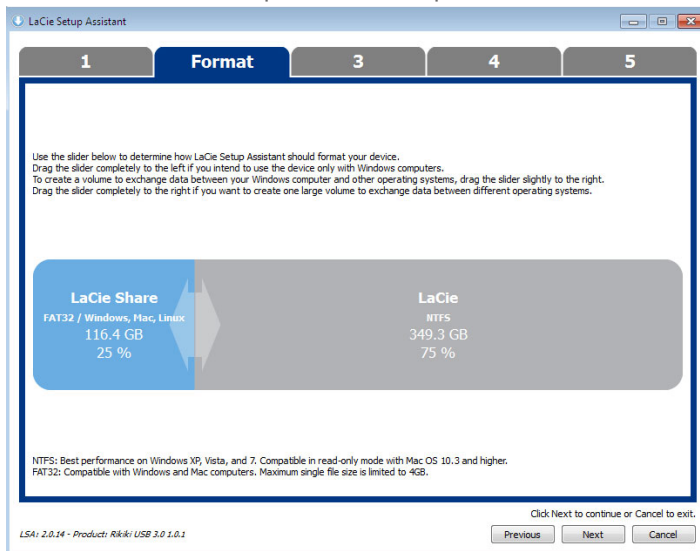 LaCie Setup Assistant
1 Format 3 4 5
Use the slider below to determine how LaCie Setup Assistant should format your device.
Drag the slider completely to the left if you intend to use the device only with Windows computers.
To create a volume to exchange data between your Windows computer and other operating systems, drag the slider slightly to the right.
Drag the slider completely to the right if you want to create one large volume to exchange data between different operating systems.
LaCie Share
FAT32 / Windows, Mac, Linux
116.4 GB
25 %
LaCie
NTFS
349.3 GB
75 %
NTFS: Best performance on Windows XP, Vista, and 7. Compatible in read-only mode with Mac OS 10.3 and higher.
FAT32: Compatible with Windows and Mac computers. Maximum single file size is limited to 4GB.
Click Next to continue or Cancel to exit.
LSA: 2.0.14 - Product: Rikiki USB 3.0 1.0.1
Previous Next Cancel